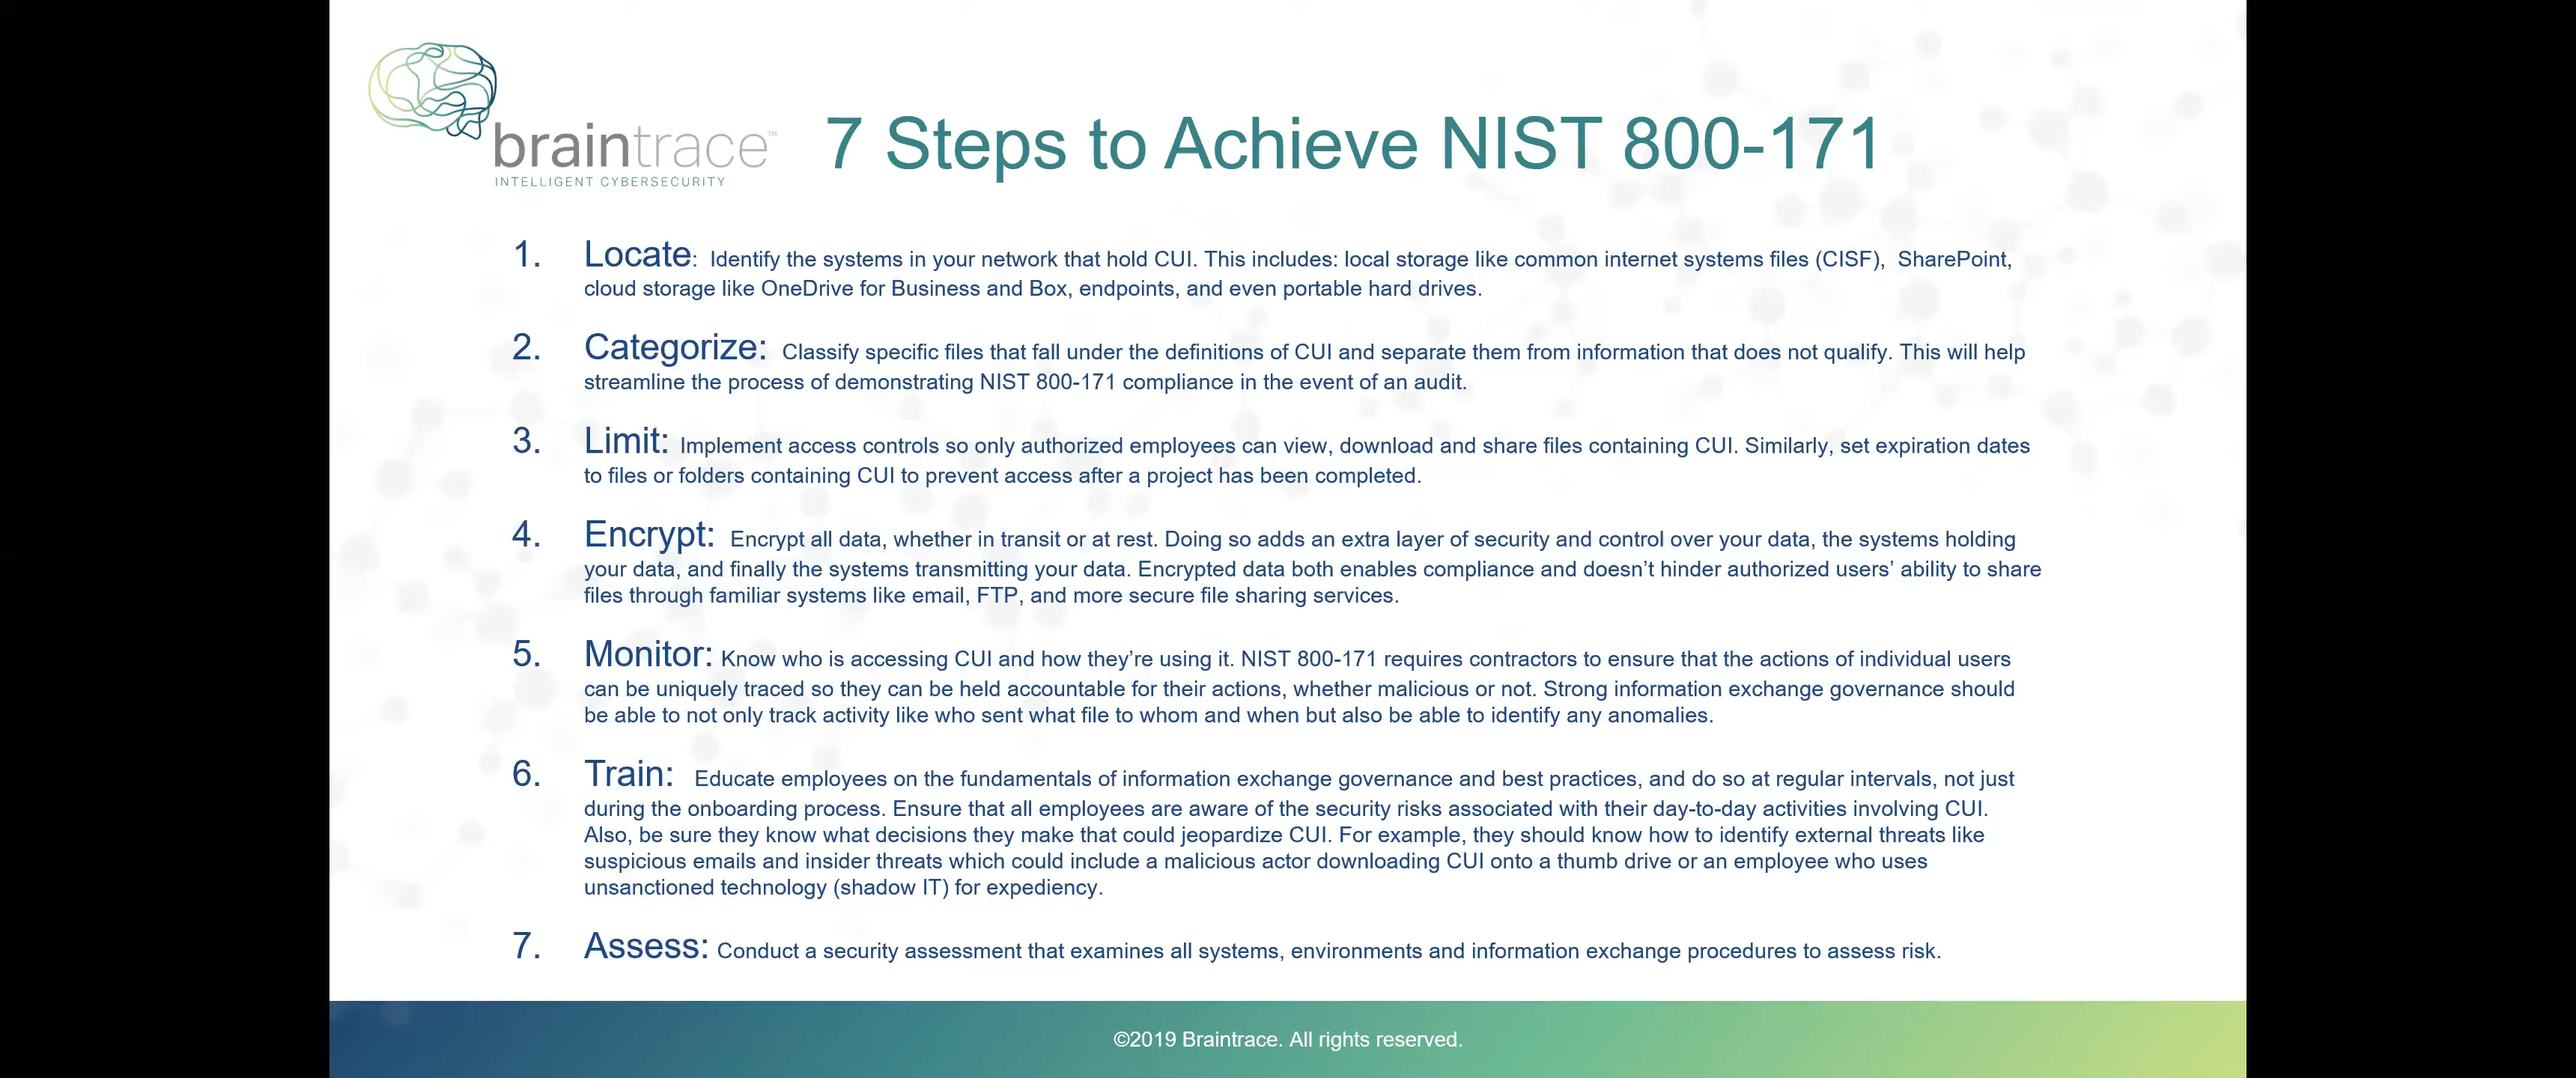 braintrace™
INTELLIGENT CYBERSECURITY
7 Steps to Achieve NIST 800-171
1. Locate: Identify the systems in your network that hold CUI. This includes: local storage like common internet systems files (CISF), SharePoint,
cloud storage like OneDrive for Business and Box, endpoints, and even portable hard drives.
2. Categorize: Classify specific files that fall under the definitions of CUI and separate them from information that does not qualify. This will help
streamline the process of demonstrating NIST 800-171 compliance in the event of an audit.
3. Limit: Implement access controls so only authorized employees can view, download and share files containing CUI. Similarly, set expiration dates
to files or folders containing CUI to prevent access after a project has been completed.
4. Encrypt: Encrypt all data, whether in transit or at rest. Doing so adds an extra layer of security and control over your data, the systems holding
your data, and finally the systems transmitting your data. Encrypted data both enables compliance and doesn’t hinder authorized users’ ability to share
files through familiar systems like email, FTP, and more secure file sharing services.
5. Monitor: Know who is accessing CUI and how they’re using it. NIST 800-171 requires contractors to ensure that the actions of individual users
can be uniquely traced so they can be held accountable for their actions, whether malicious or not. Strong information exchange governance should
be able to not only track activity like who sent what file to whom and when but also be able to identify any anomalies.
6. Train: Educate employees on the fundamentals of information exchange governance and best practices, and do so at regular intervals, not just
during the onboarding process. Ensure that all employees are aware of the security risks associated with their day-to-day activities involving CUI.
Also, be sure they know what decisions they make that could jeopardize CUI. For example, they should know how to identify external threats like
suspicious emails and insider threats which could include a malicious actor downloading CUI onto a thumb drive or an employee who uses
unsanctioned technology (shadow IT) for expediency.
7. Assess: Conduct a security assessment that examines all systems, environments and information exchange procedures to assess risk.
©2019 Braintrace. All rights reserved.